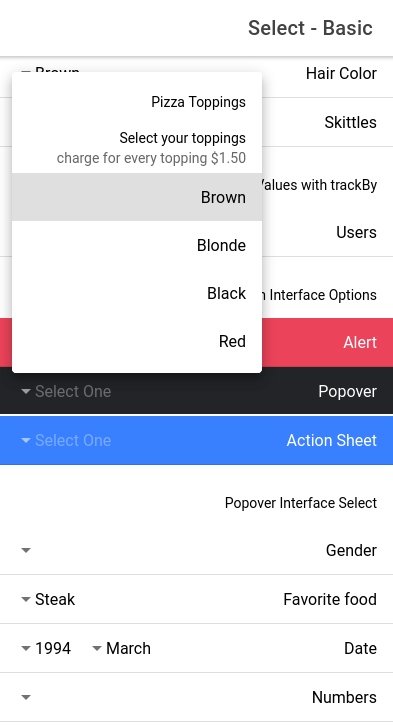 Select - Basic
Hair Color
Brown
Skittles
Values with trackBy
Users
Interface Options
Pizza Toppings
Select your toppings
charge for every topping $1.50
Brown
Blonde
Black
Red
Alert
Popover
Select One
Action Sheet
Select One
Popover Interface Select
Gender
Favorite food
Steak
Date
March
1994
Numbers